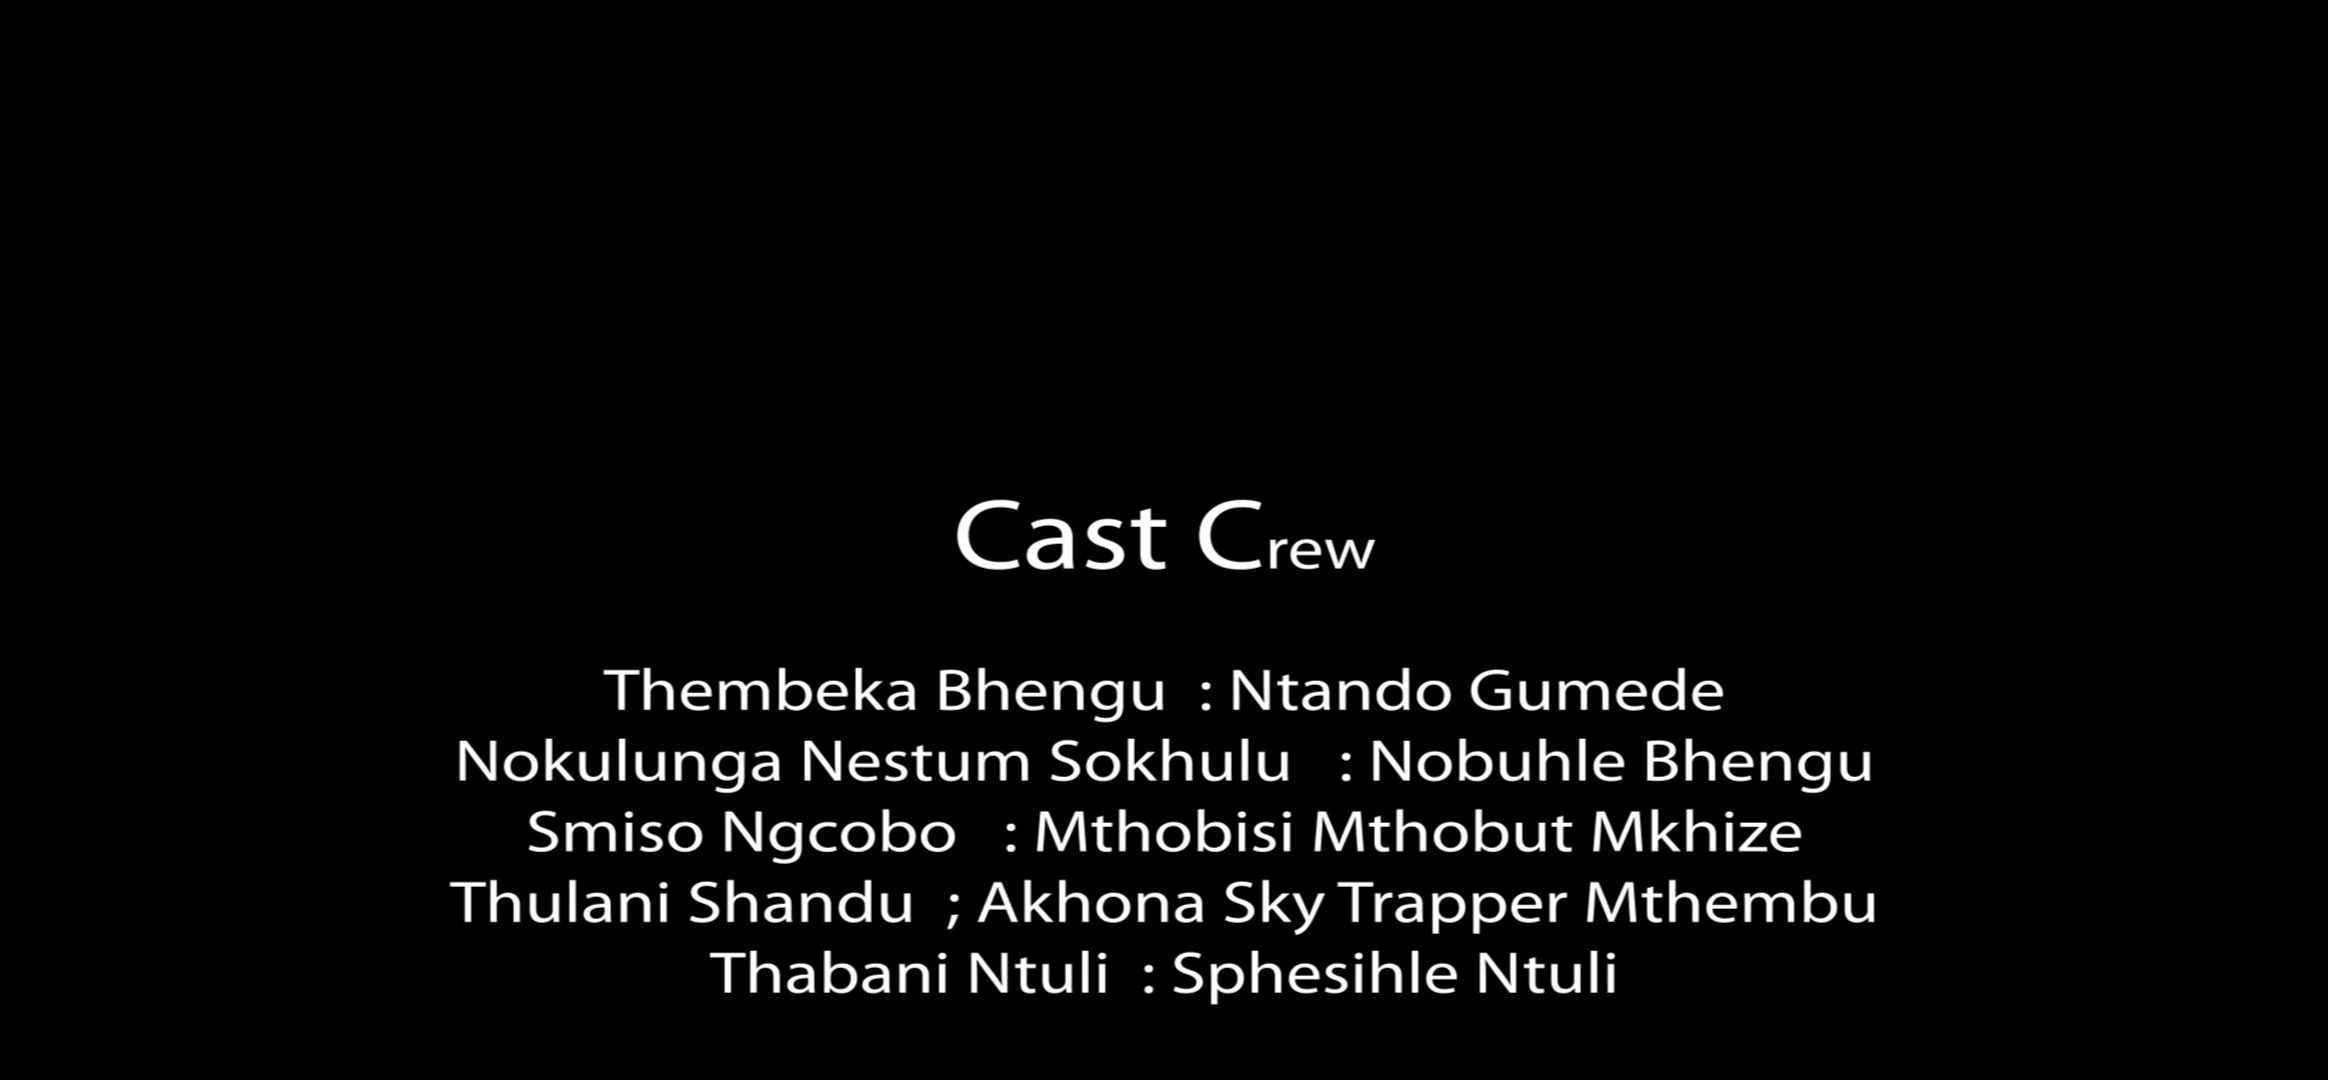 Cast Crew
Thembeka Bhengu : Ntando Gumede
Nokulunga Nestum Sokhulu : Nobuhle Bhengu
Smiso Ngcobo : Mthobisi Mthobut Mkhize
Thulani Shandu ; Akhona Sky Trapper Mthembu
Thabani Ntuli : Sphesihle Ntuli